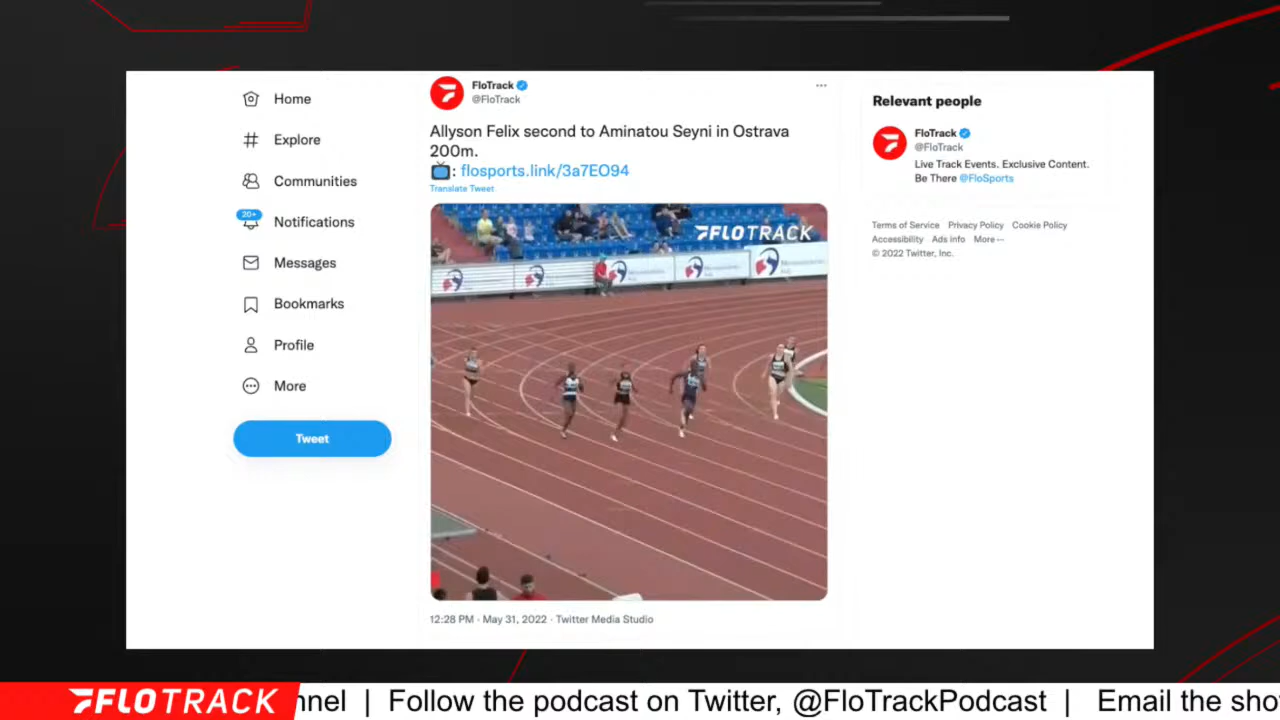 Home
Explore
Communities
20+
Notifications
Messages
Bookmarks
Profile
More
Tweet
FloTrack
@FloTrack
Allyson Felix second to Aminatou Seyni in Ostrava
200m.
: flosports.link/3a7EO94
Translate Tweet
FLOTRACK
12:28 PM · May 31, 2022 · Twitter Media Studio
Relevant people
FloTrack
@FloTrack
Live Track Events. Exclusive Content.
Be There @FloSports
Terms of Service Privacy Policy Cookie Policy
Accessibility Ads info More ···
© 2022 Twitter, Inc.
FLOTRACK
nnel | Follow the podcast on Twitter, @FloTrackPodcast | Email the sho